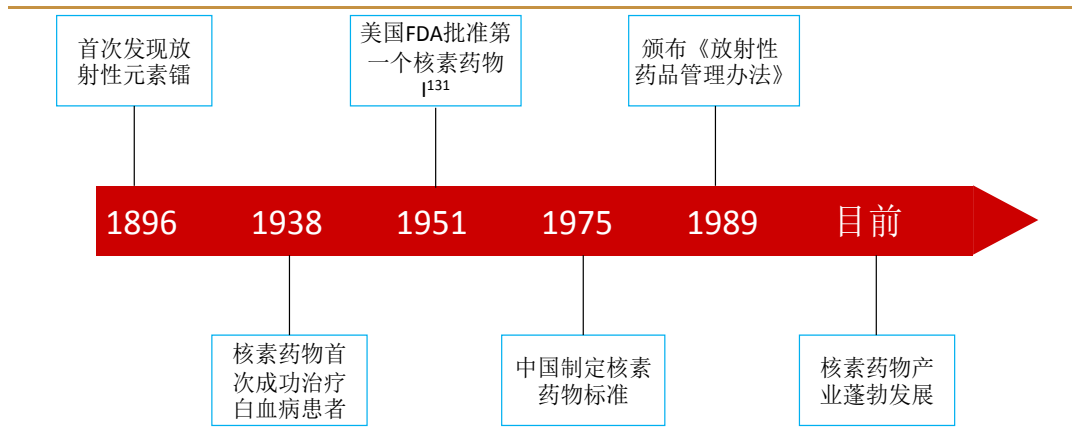 首次发现放
射性元素镭
美国FDA批准第
一个核素药物
I¹³¹
颁布《放射性
药品管理办法》
1896
1938
1951
1975
1989
目前
核素药物首
次成功治疗
白血病患者
中国制定核素
药物标准
核素药物产
业蓬勃发展